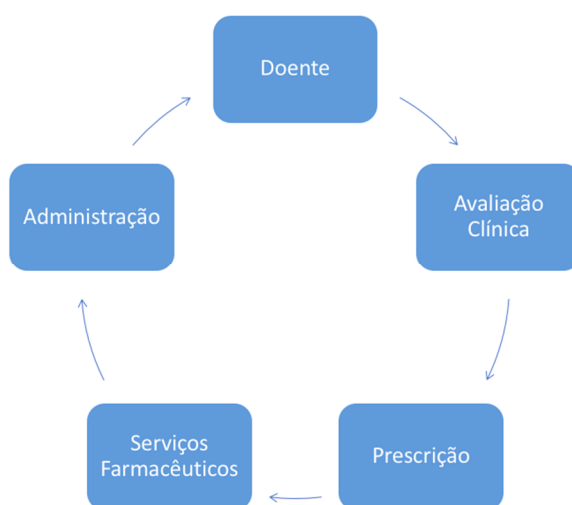 Doente
Avaliação
Clínica
Prescrição
Serviços
Farmacêuticos
Administração